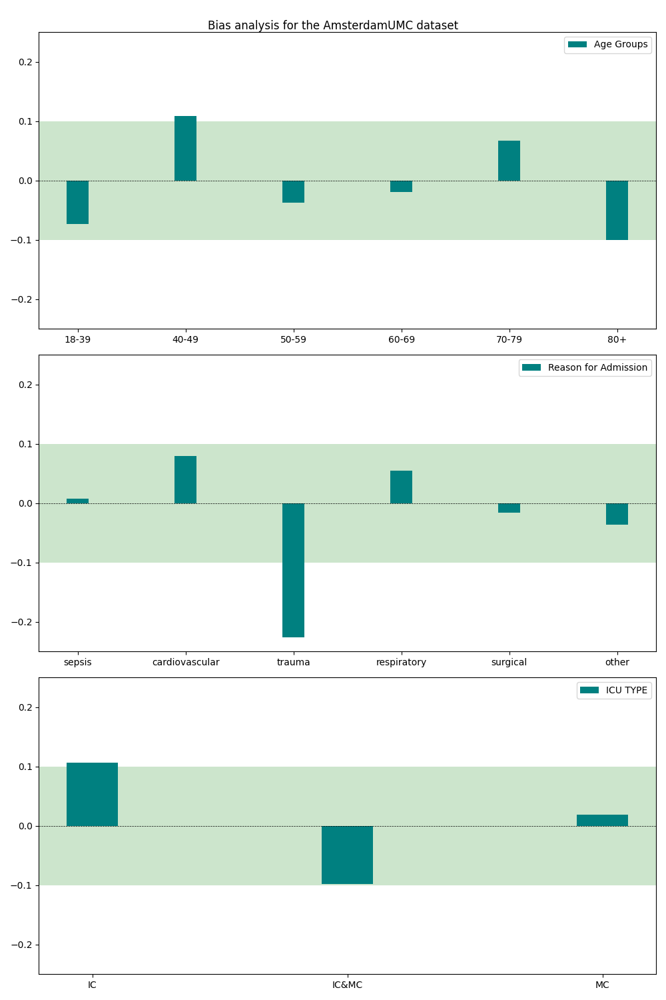 Bias analysis for the AmsterdamUMC dataset
Age Groups
0.2
0.1
0.0
−0.1
−0.2
18-39 40-49 50-59 60-69 70-79 80+
Reason for Admission
0.2
0.1
0.0
−0.1
−0.2
sepsis cardiovascular trauma respiratory surgical other
ICU TYPE
0.2
0.1
0.0
−0.1
−0.2
IC IC&MC MC